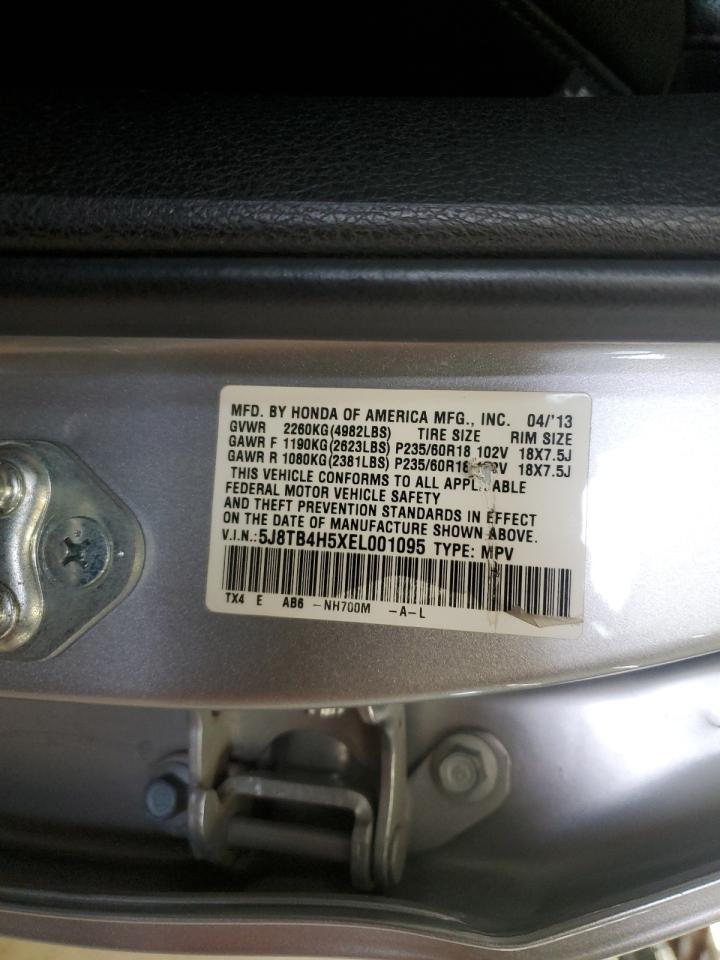 MFD. BY HONDA OF AMERICA MFG., INC. 04/'13
GVWR 2260KG(4982LBS) TIRE SIZE RIM SIZE
GAWR F 1190KG(2623LBS) P235/60R18 102V 18X7.5J
GAWR R 1080KG(2381LBS) P235/60R18 18X7.5J
THIS VEHICLE CONFORMS TO ALL
FEDERAL MOTOR VEHICLE SAFETY
AND THEFT PREVENTION STANDARDS IN EFFECT
ON THE DATE OF MANUFACTURE SHOWN ABOVE.
V.I.N.: 5J8TB4H5XEL001095 TYPE: MPV
TX4 E AB6 -NH700M -A-L